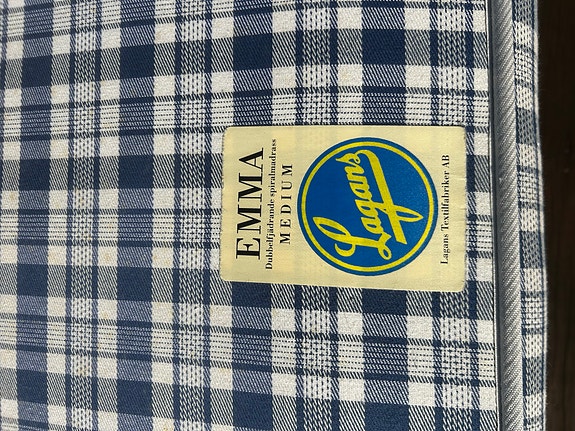 EMMA
Dubbelfjädrande spiralmadrass
MEDIUM
Lagans
Lagans Textilfabriker AB